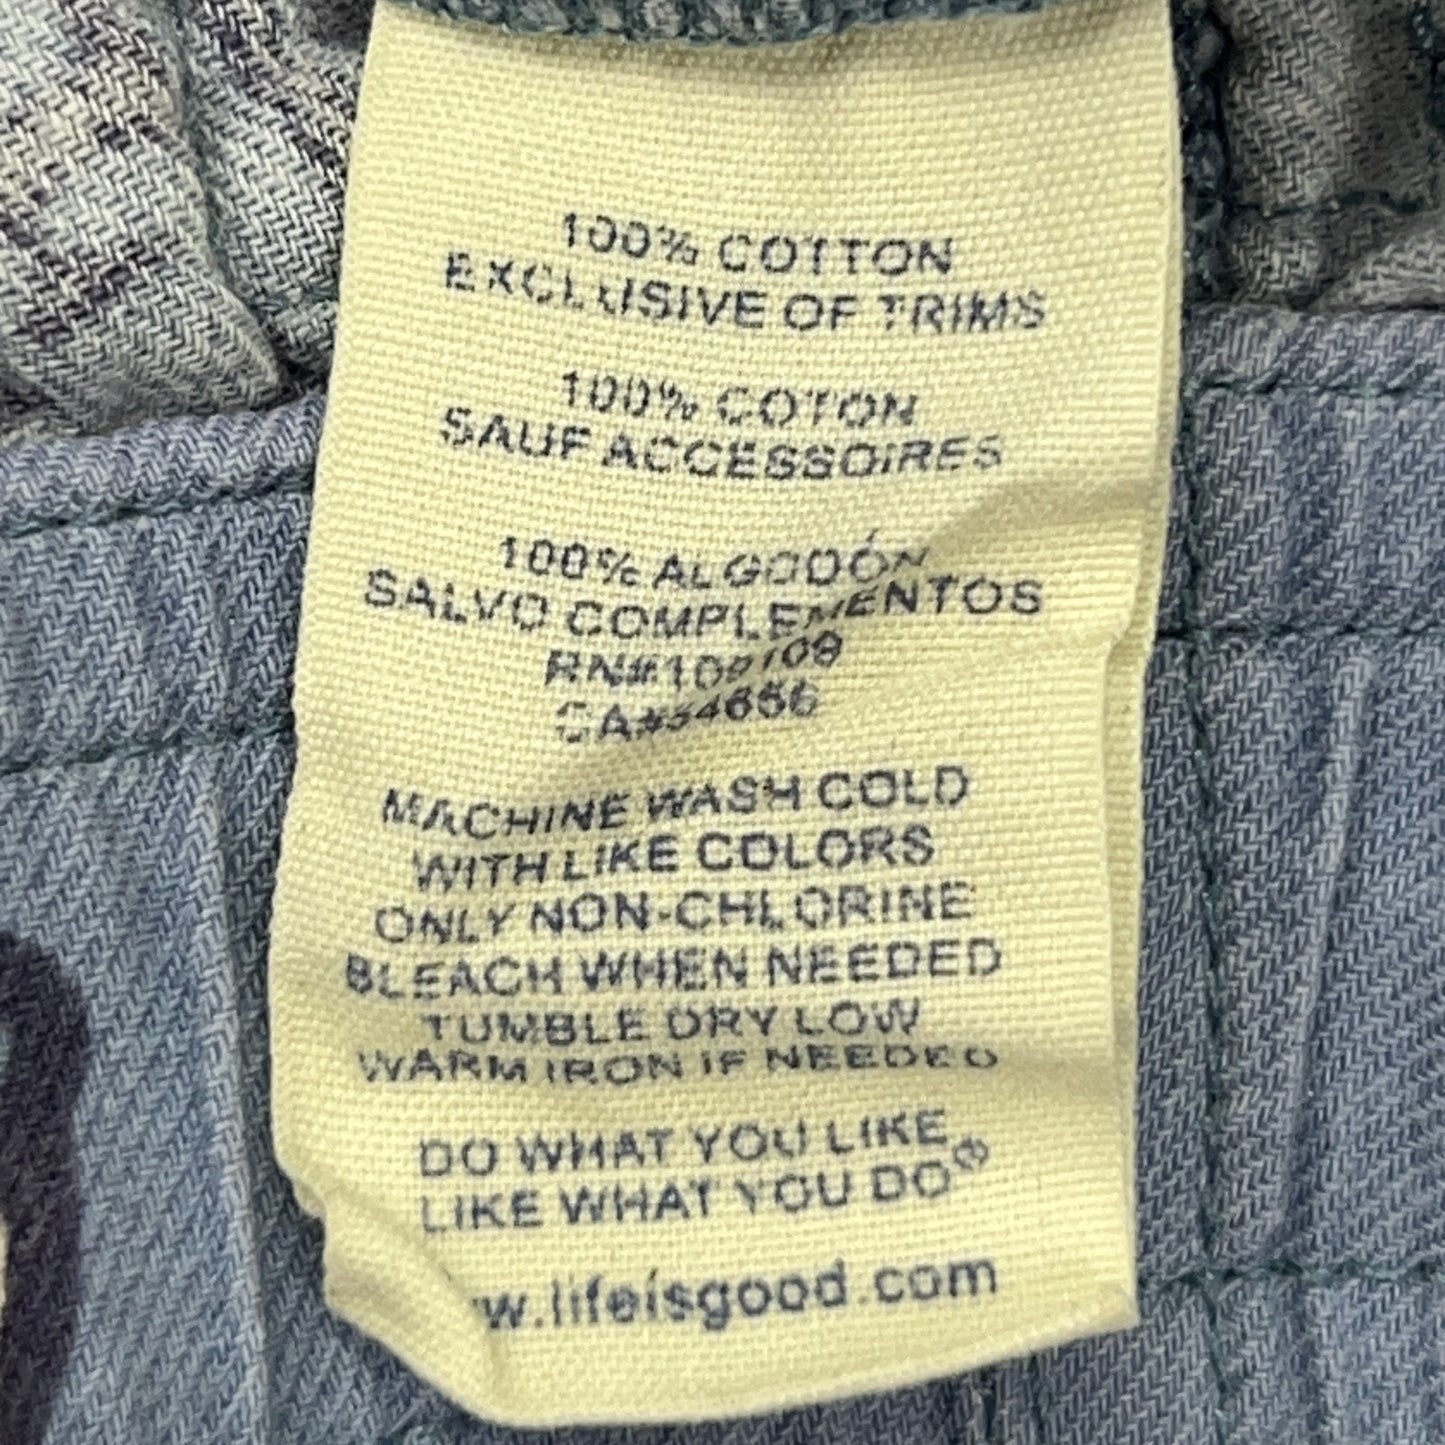 100% COTTON
EXCLUSIVE OF TRIMS
100% COTON
SAUF ACCESSOIRES
100% ALGODÓN
SALVO COMPLEMENTOS
MACHINE WASH COLD
WITH LIKE COLORS
ONLY NON-CHLORINE
BLEACH WHEN NEEDED
TUMBLE DRY LOW
WARM IRON IF NEEDED
DO WHAT YOU LIKE
LIKE WHAT YOU DO®
w.lifeisgood.com